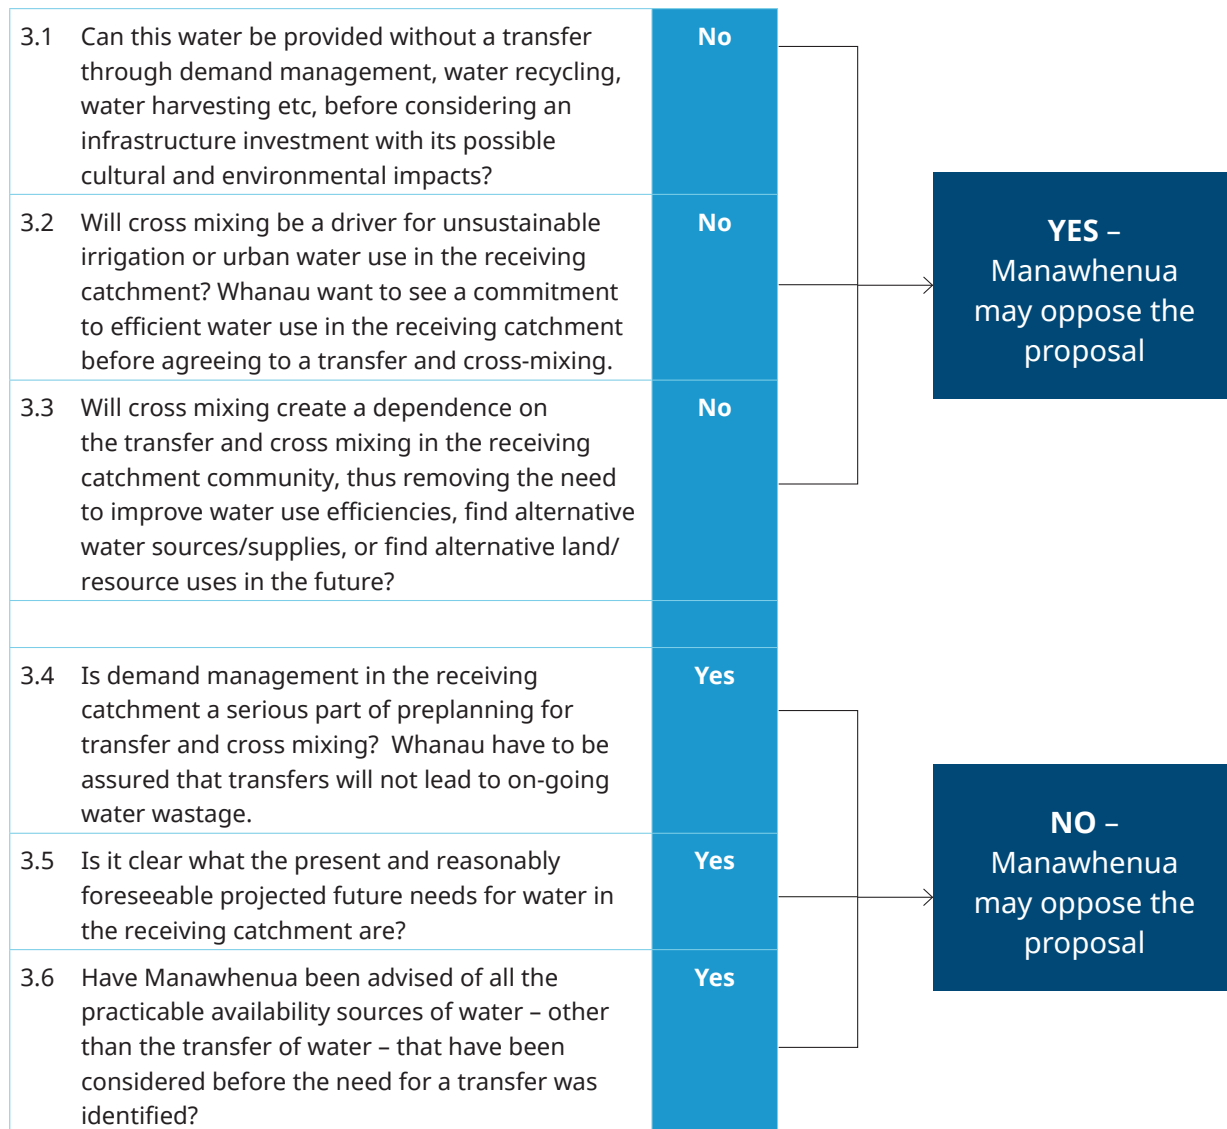 3.1 Can this water be provided without a transfer No
through demand management, water recycling,
water harvesting etc, before considering an
infrastructure investment with its possible
cultural and environmental impacts?
3.2 Will cross mixing be a driver for unsustainable No
irrigation or urban water use in the receiving
catchment? Whanau want to see a commitment
to efficient water use in the receiving catchment
before agreeing to a transfer and cross-mixing.
YES –
Manawhenua
may oppose the
proposal
3.3 Will cross mixing create a dependence on No
the transfer and cross mixing in the receiving
catchment community, thus removing the need
to improve water use efficiencies, find alternative
water sources/supplies, or find alternative land/
resource uses in the future?
3.4 Is demand management in the receiving Yes
catchment a serious part of preplanning for
transfer and cross mixing? Whanau have to be
assured that transfers will not lead to on-going
water wastage.
3.5 Is it clear what the present and reasonably Yes
foreseeable projected future needs for water in
the receiving catchment are?
3.6 Have Manawhenua been advised of all the Yes
practicable availability sources of water – other
than the transfer of water – that have been
considered before the need for a transfer was
identified?
NO –
Manawhenua
may oppose the
proposal